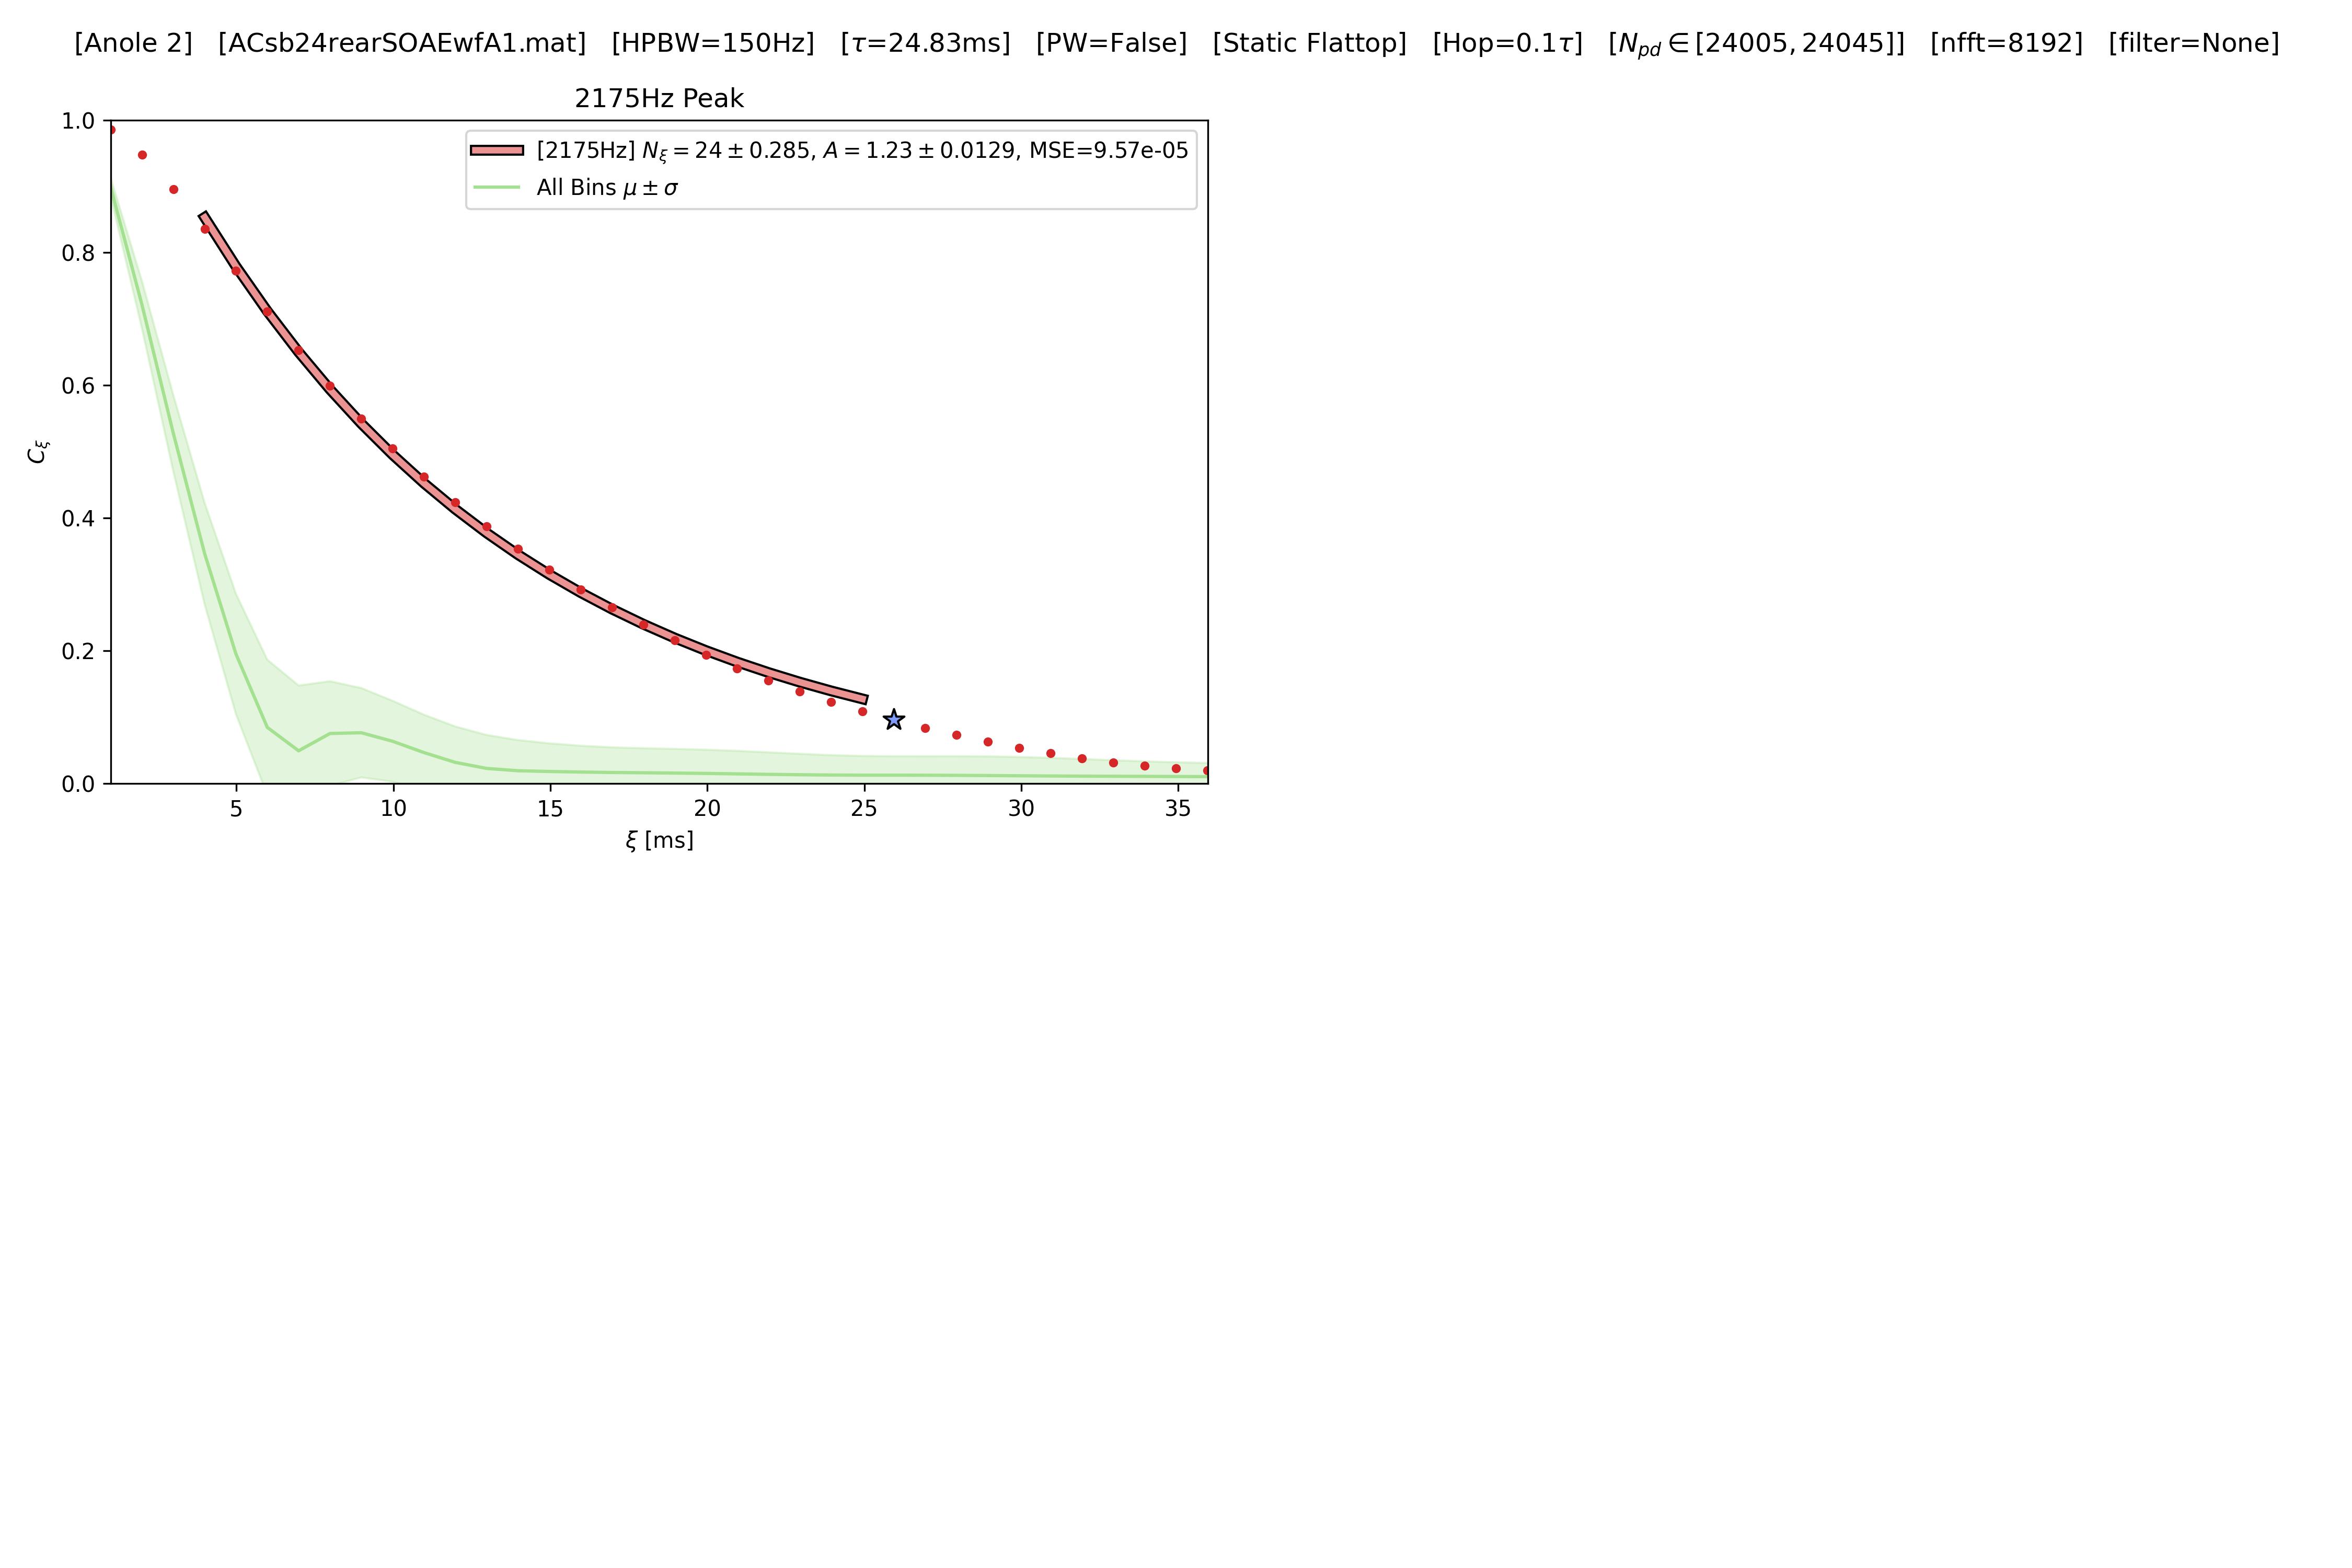 [Anole 2] [ACsb24rearSOAEwfA1.mat] [HPBW=150Hz] [τ=24.83ms] [PW=False] [Static Flattop] [Hop=0.1τ] [N_pd ∈ [24005, 24045]] [nfft=8192] [filter=None]
2175Hz Peak
[2175Hz] N_ξ = 24 ± 0.285, A = 1.23 ± 0.0129, MSE=9.57e-05
All Bins μ ± σ
1.0
0.8
0.6
0.4
0.2
0.0
C_ξ
5 10 15 20 25 30 35
ξ [ms]